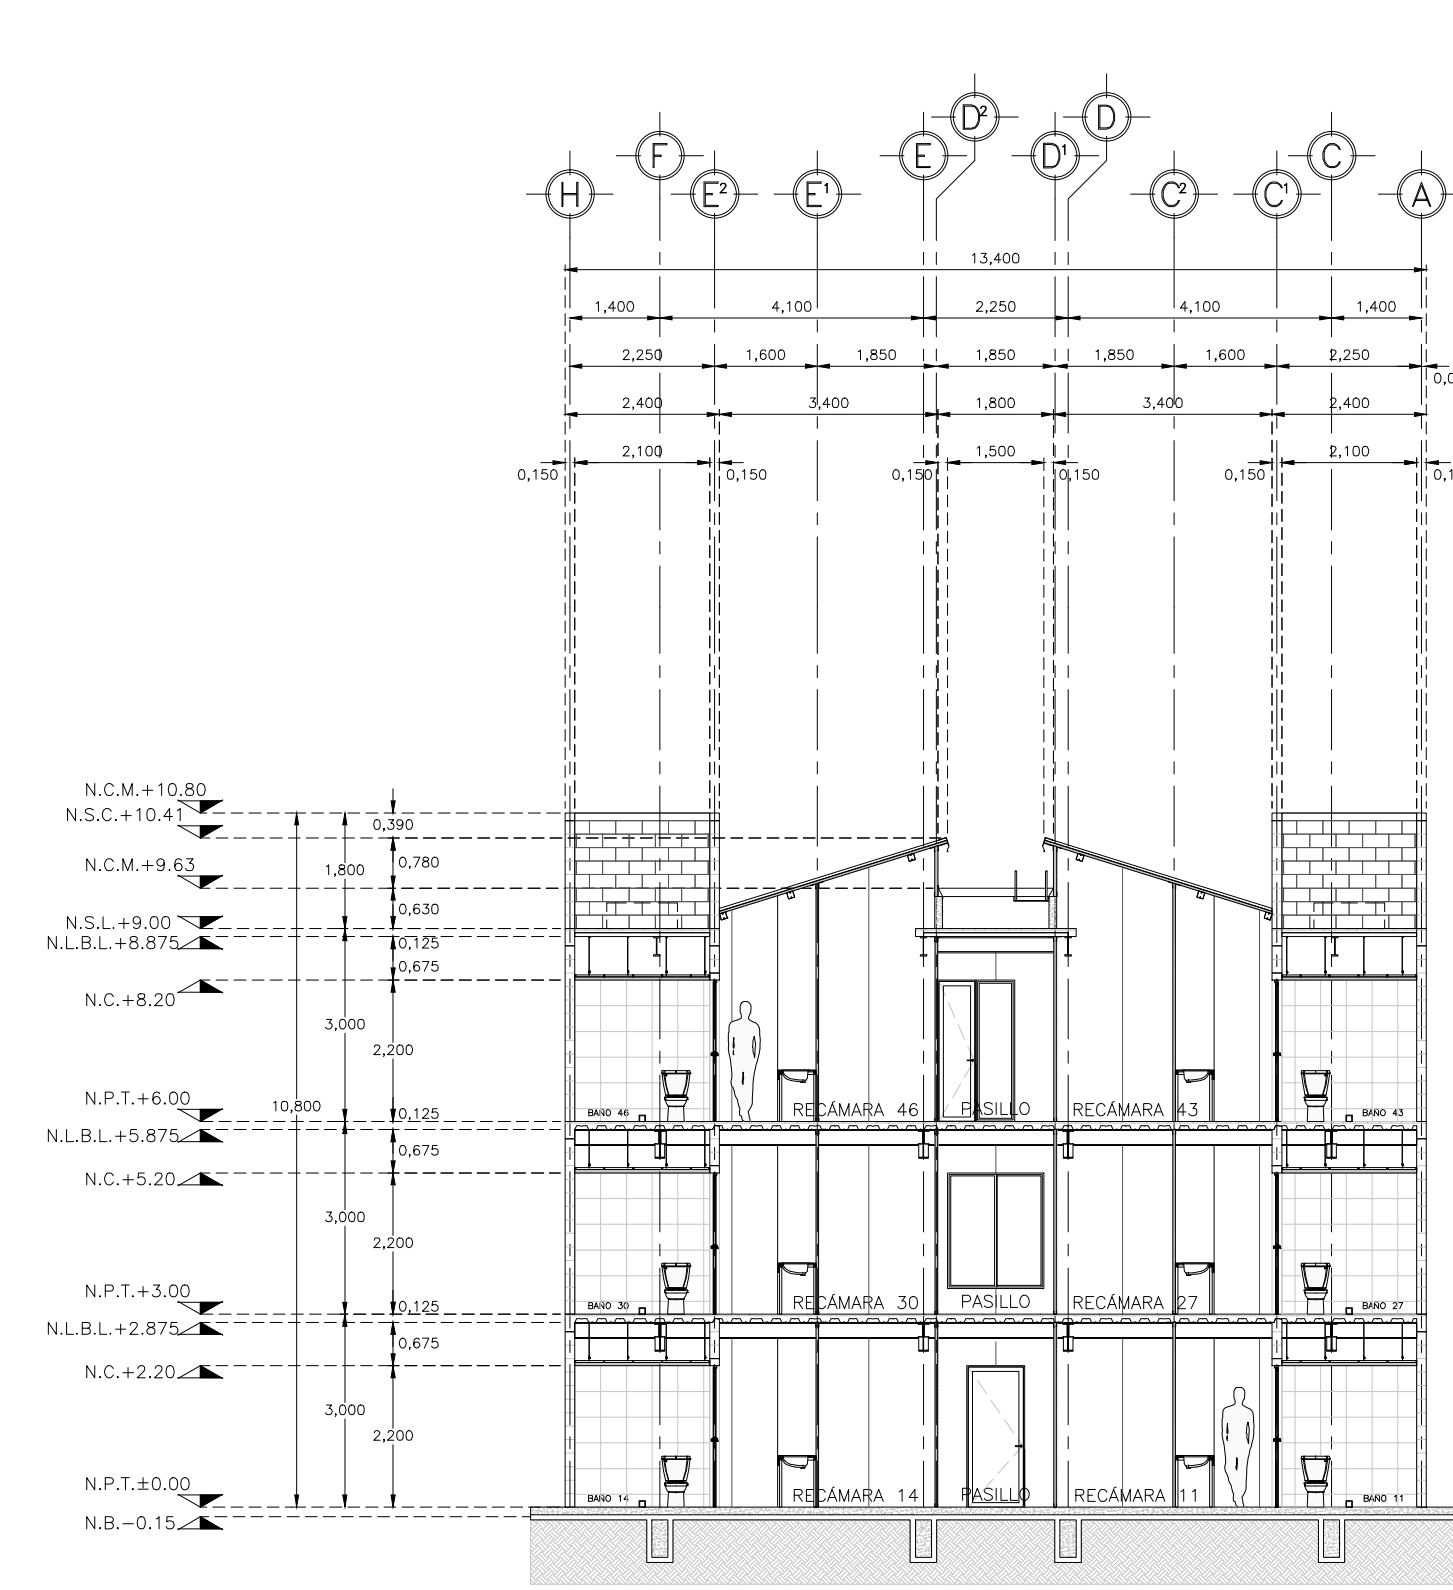 D² D
F E D¹ C
H E² E¹ C² C¹ A
13,400
1,400 4,100 2,250 4,100 1,400
2,250 1,600 1,850 1,850 1,850 1,600 2,250
2,400 3,400 1,800 3,400 2,400
2,100 1,500 2,100
0,150 0,150 0,150 0,150 0,150
N.C.M.+10.80
N.S.C.+10.41
0,390
N.C.M.+9.63
0,780
1,800
0,630
N.S.L.+9.00
N.L.B.L.+8.875
0,125
0,675
N.C.+8.20
3,000
2,200
N.P.T.+6.00
10,800
0,125
BAÑO 46 RECÁMARA 46 PASILLO RECÁMARA 43 BAÑO 43
N.L.B.L.+5.875
0,675
N.C.+5.20
3,000
2,200
N.P.T.+3.00
0,125
BAÑO 30 RECÁMARA 30 PASILLO RECÁMARA 27 BAÑO 27
N.L.B.L.+2.875
0,675
N.C.+2.20
3,000
2,200
N.P.T.±0.00
BAÑO 14 RECÁMARA 14 PASILLO RECÁMARA 11 BAÑO 11
N.B.-0.15